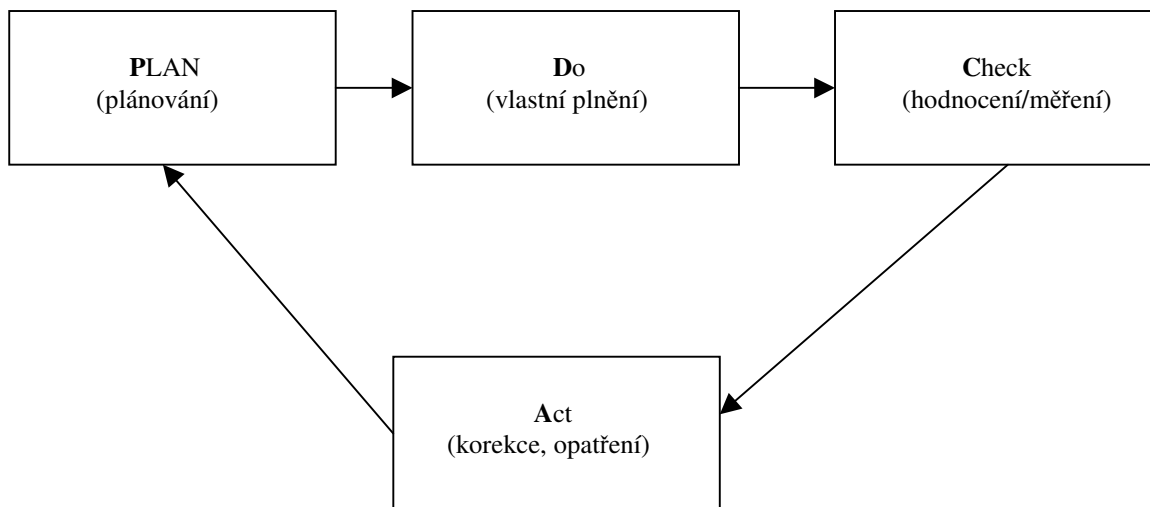 PLAN
(plánování)
Do
(vlastní plnění)
Check
(hodnocení/měření)
Act
(korekce, opatření)